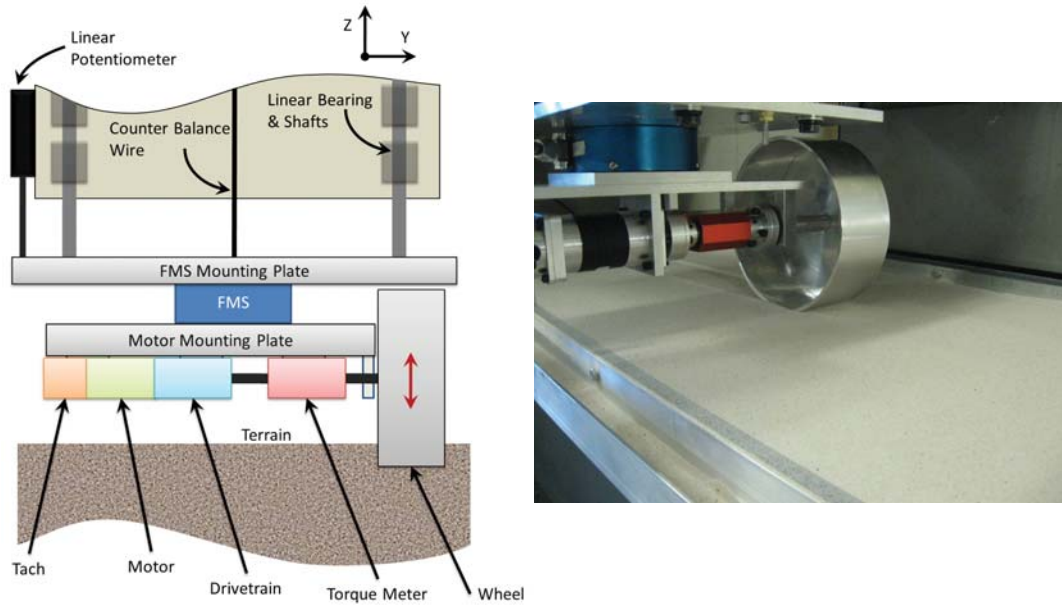 Linear
Potentiometer
Z
Y
Counter Balance
Wire
Linear Bearing
& Shafts
FMS Mounting Plate
FMS
Motor Mounting Plate
Terrain
Tach
Motor
Drivetrain
Torque Meter
Wheel